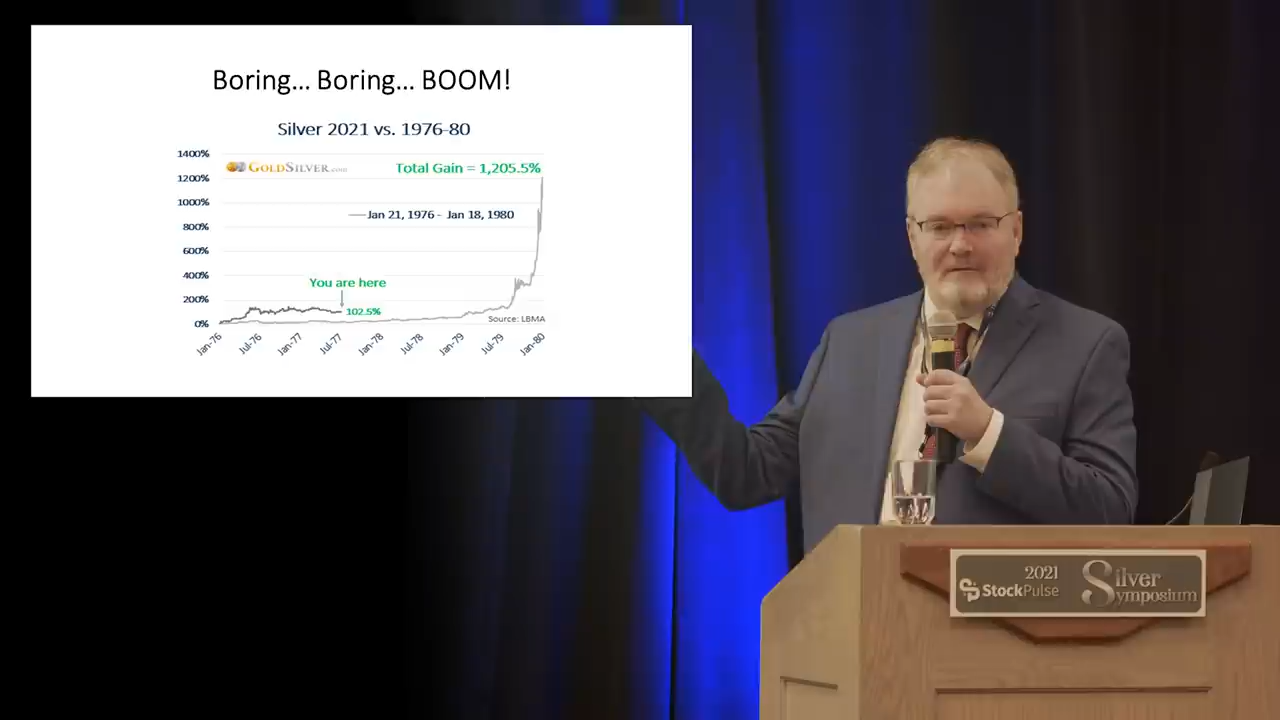 Boring... Boring... BOOM!
Silver 2021 vs. 1976-80
1400%
1200%
1000%
800%
600%
400%
200%
0%
GOLDSILVER.com
Total Gain = 1,205.5%
Jan 21, 1976 - Jan 18, 1980
You are here
102.5%
Source: LBMA
Jan-76
Jul-76
Jan-77
Jul-77
Jan-78
Jul-78
Jan-79
Jul-79
Jan-80
2021
StockPulse
Silver
Symposium